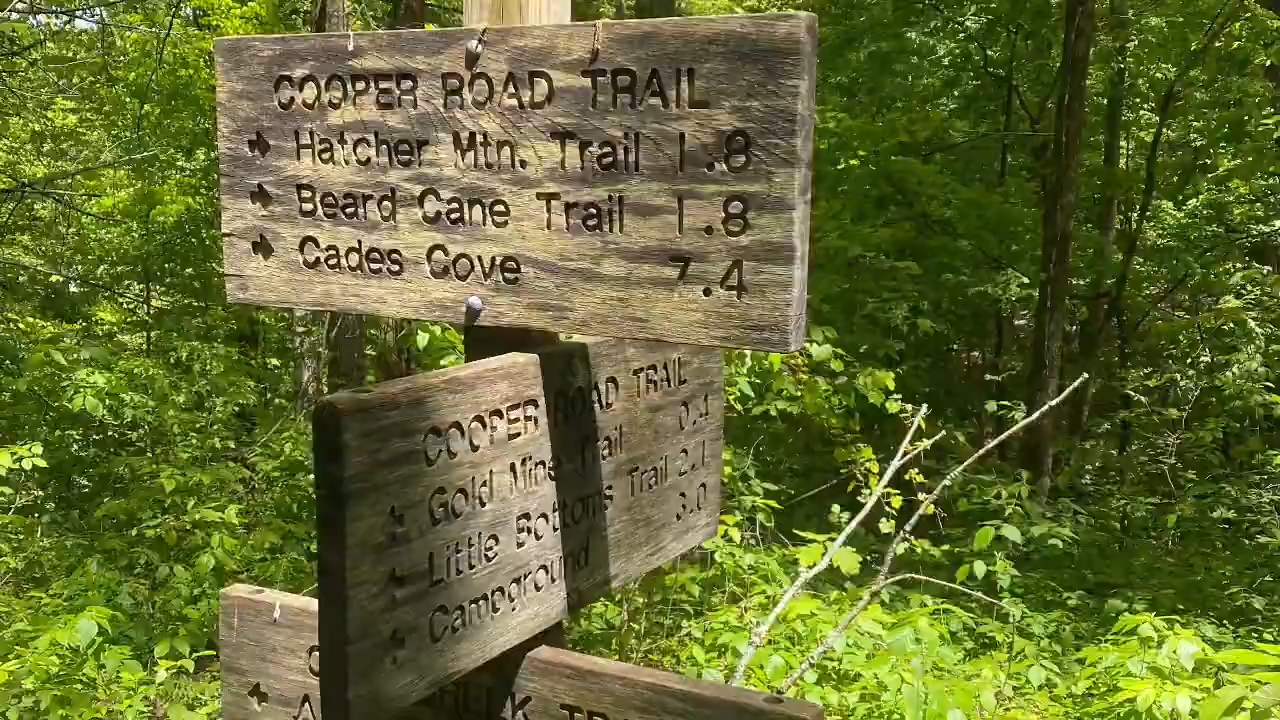 COOPER ROAD TRAIL
Hatcher Mtn. Trail 1.8
Beard Cane Trail 1.8
Cades Cove 7.4
COOPER ROAD TRAIL
Gold Mine Trail 0.4
Little Bottoms Trail 2.1
Campground 3.0